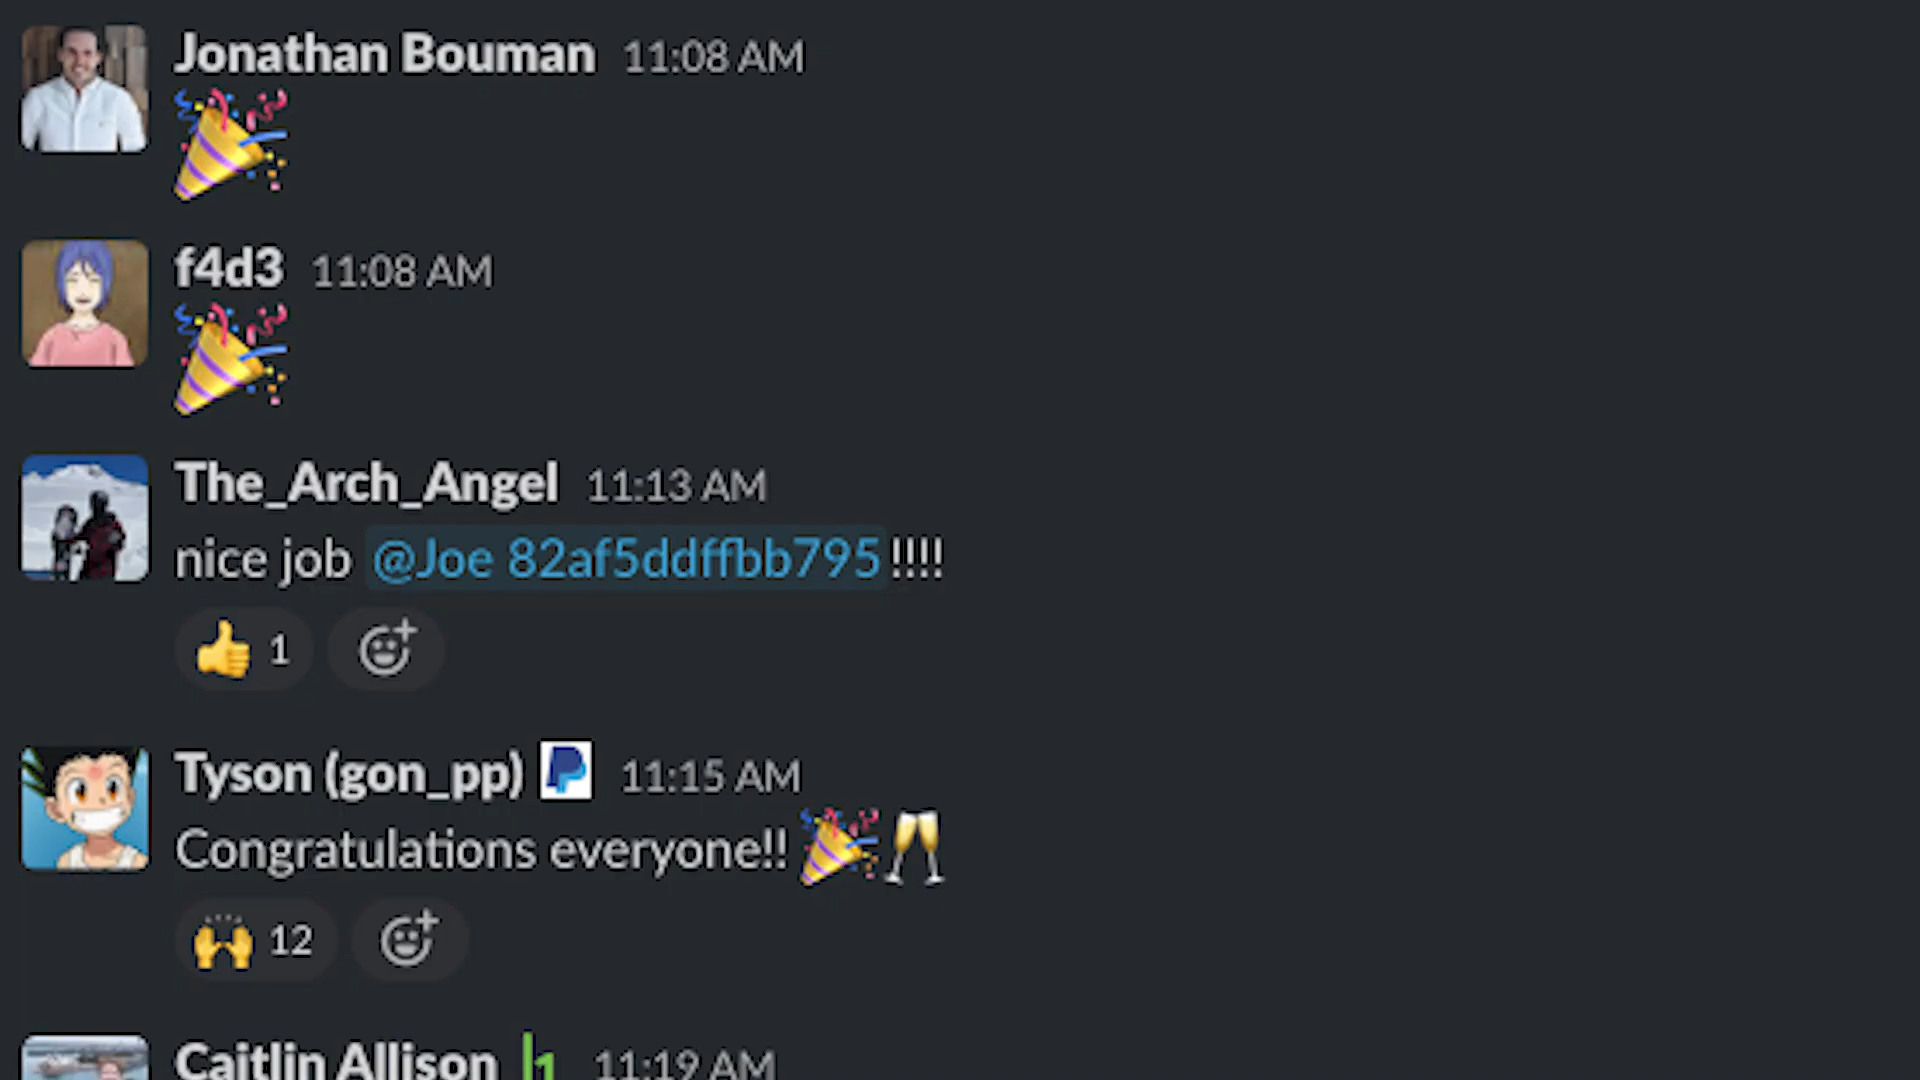 Jonathan Bouman 11:08 AM
f4d3 11:08 AM
The_Arch_Angel 11:13 AM
nice job @Joe 82af5ddffbb795!!!!
1
Tyson (gon_pp) 11:15 AM
Congratulations everyone!!
12
Caitlin Allison 11:19 AM